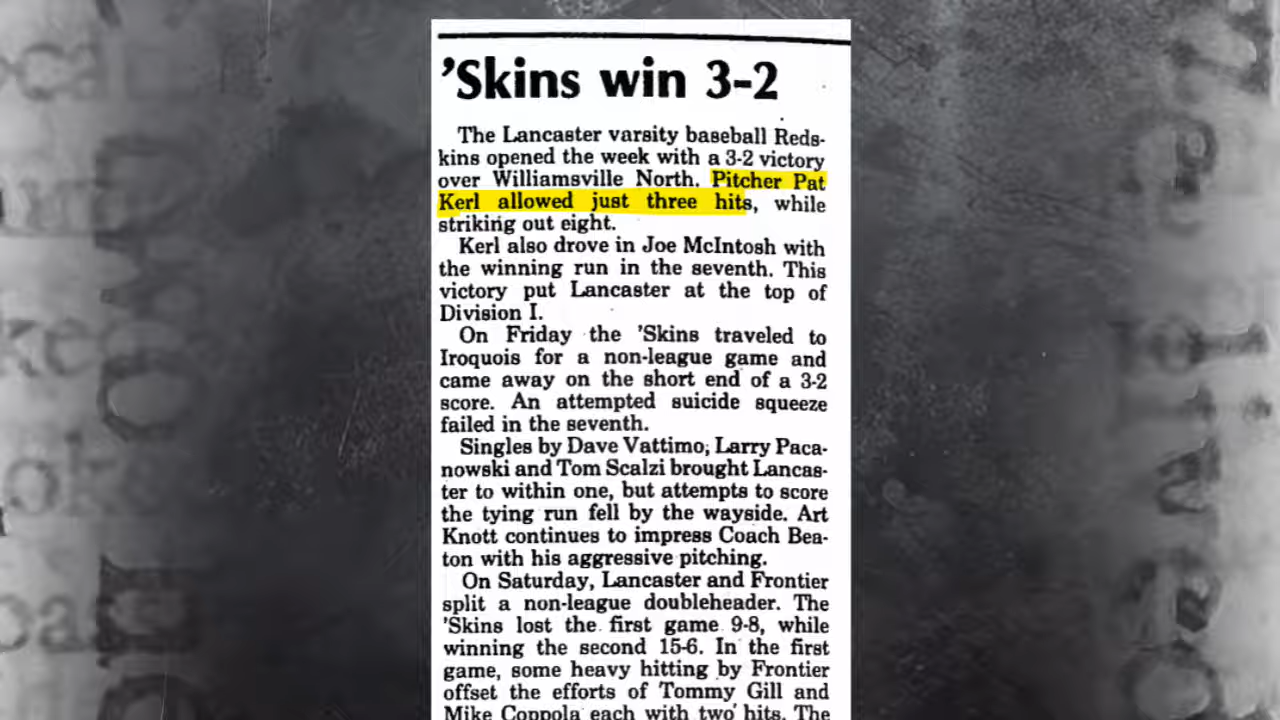 ’Skins win 3-2
The Lancaster varsity baseball Reds-
kins opened the week with a 3-2 victory
over Williamsville North. Pitcher Pat
Kerl allowed just three hits, while
striking out eight.
Kerl also drove in Joe McIntosh with
the winning run in the seventh. This
victory put Lancaster at the top of
Division I.
On Friday the ’Skins traveled to
Iroquois for a non-league game and
came away on the short end of a 3-2
score. An attempted suicide squeeze
failed in the seventh.
Singles by Dave Vattimo, Larry Paca-
nowski and Tom Scalzi brought Lancas-
ter to within one, but attempts to score
the tying run fell by the wayside. Art
Knott continues to impress Coach Bea-
ton with his aggressive pitching.
On Saturday, Lancaster and Frontier
split a non-league doubleheader. The
’Skins lost the first game 9-8, while
winning the second 15-6. In the first
game, some heavy hitting by Frontier
offset the efforts of Tommy Gill and
Mike Coppola each with two hits. The